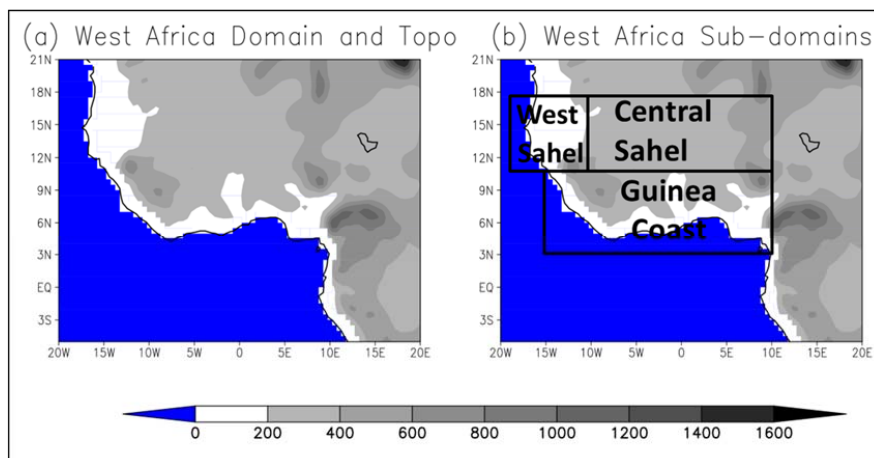 (a) West Africa Domain and Topo
21N
18N
15N
12N
9N
6N
3N
EQ
3S
20W 15W 10W 5W 0 5E 10E 15E 20E
(b) West Africa Sub-domains
21N
18N
15N
12N
9N
6N
3N
EQ
3S
20W 15W 10W 5W 0 5E 10E 15E 20E
West
Sahel
Central
Sahel
Guinea
Coast
0 200 400 600 800 1000 1200 1400 1600